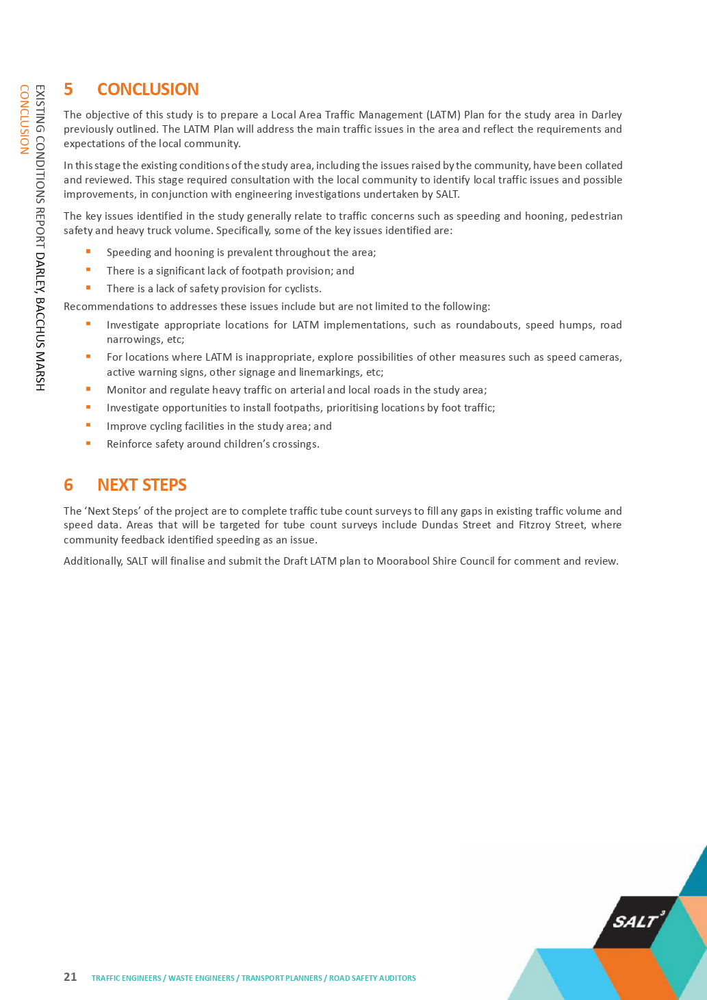 EXISTING CONDITIONS REPORT DARLEY, BACCHUS MARSH
CONCLUSION
5 CONCLUSION
The objective of this study is to prepare a Local Area Traffic Management (LATM) Plan for the study area in Darley
previously outlined. The LATM Plan will address the main traffic issues in the area and reflect the requirements and
expectations of the local community.
In this stage the existing conditions of the study area, including the issues raised by the community, have been collated
and reviewed. This stage required consultation with the local community to identify local traffic issues and possible
improvements, in conjunction with engineering investigations undertaken by SALT.
The key issues identified in the study generally relate to traffic concerns such as speeding and hooning, pedestrian
safety and heavy truck volume. Specifically, some of the key issues identified are:
▪ Speeding and hooning is prevalent throughout the area;
▪ There is a significant lack of footpath provision; and
▪ There is a lack of safety provision for cyclists.
Recommendations to addresses these issues include but are not limited to the following:
▪ Investigate appropriate locations for LATM implementations, such as roundabouts, speed humps, road
narrowings, etc;
▪ For locations where LATM is inappropriate, explore possibilities of other measures such as speed cameras,
active warning signs, other signage and linemarkings, etc;
▪ Monitor and regulate heavy traffic on arterial and local roads in the study area;
▪ Investigate opportunities to install footpaths, prioritising locations by foot traffic;
▪ Improve cycling facilities in the study area; and
▪ Reinforce safety around children’s crossings.
6 NEXT STEPS
The ‘Next Steps’ of the project are to complete traffic tube count surveys to fill any gaps in existing traffic volume and
speed data. Areas that will be targeted for tube count surveys include Dundas Street and Fitzroy Street, where
community feedback identified speeding as an issue.
Additionally, SALT will finalise and submit the Draft LATM plan to Moorabool Shire Council for comment and review.
SALT³
21 TRAFFIC ENGINEERS / WASTE ENGINEERS / TRANSPORT PLANNERS / ROAD SAFETY AUDITORS